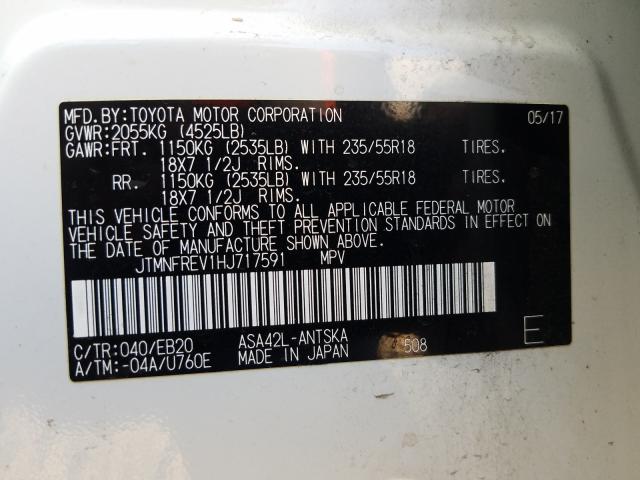 MFD.BY:TOYOTA MOTOR CORPORATION 05/17
GVWR:2055KG (4525LB)
GAWR:FRT. 1150KG (2535LB) WITH 235/55R18 TIRES.
18X7 1/2J RIMS.
RR. 1150KG (2535LB) WITH 235/55R18 TIRES.
18X7 1/2J RIMS.
THIS VEHICLE CONFORMS TO ALL APPLICABLE FEDERAL MOTOR
VEHICLE SAFETY AND THEFT PREVENTION STANDARDS IN EFFECT ON
THE DATE OF MANUFACTURE SHOWN ABOVE.
JTMNFREV1HJ717591 MPV
C/TR:040/EB20 ASA42L-ANTSKA
A/TM:-04A/U760E MADE IN JAPAN 508 E